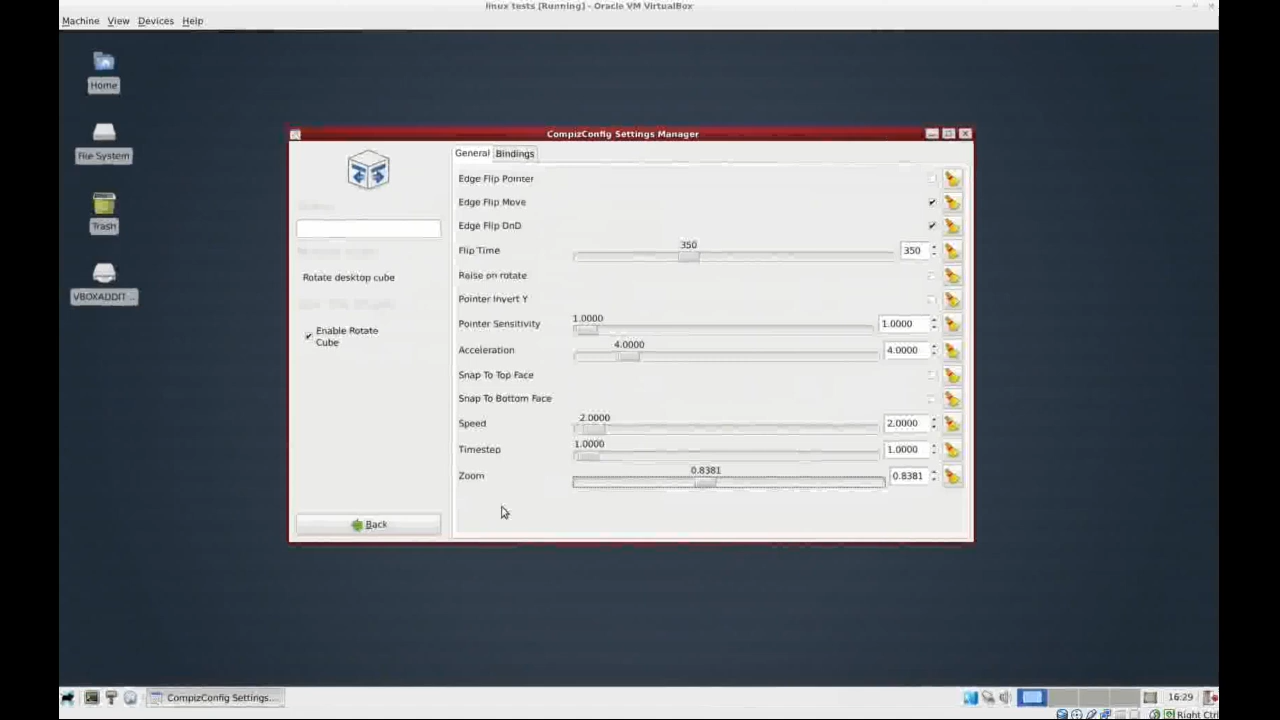 linux tests [Running] - Oracle VM VirtualBox
Machine View Devices Help
Home
File System
Trash
VBOXADDIT ...
CompizConfig Settings Manager
General Bindings
Rotate desktop cube
Enable Rotate
Cube
Back
Edge Flip Pointer
Edge Flip Move
Edge Flip DnD
Flip Time 350 350
Raise on rotate
Pointer Invert Y
Pointer Sensitivity 1.0000 1.0000
Acceleration 4.0000 4.0000
Snap To Top Face
Snap To Bottom Face
Speed 2.0000 2.0000
Timestep 1.0000 1.0000
Zoom 0.8381 0.8381
CompizConfig Settings... 16:29
Right Ctrl